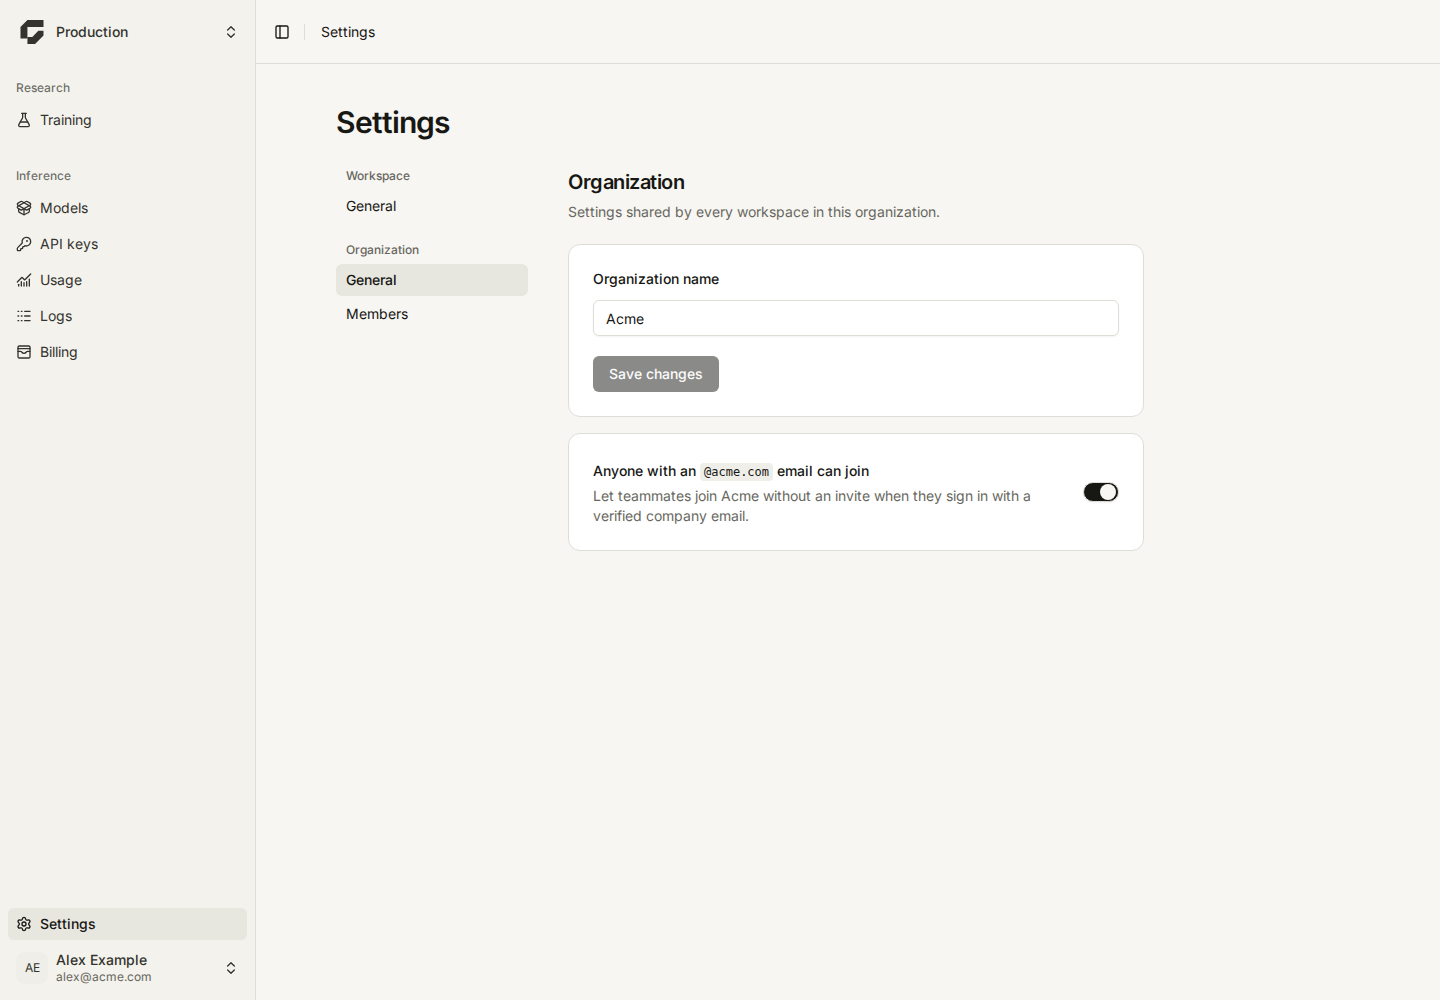 Production
Research
Training
Inference
Models
API keys
Usage
Logs
Billing
Settings
AE
Alex Example
alex@acme.com
Settings
Settings
Workspace
General
Organization
General
Members
Organization
Settings shared by every workspace in this organization.
Organization name
Acme
Save changes
Anyone with an @acme.com email can join
Let teammates join Acme without an invite when they sign in with a
verified company email.